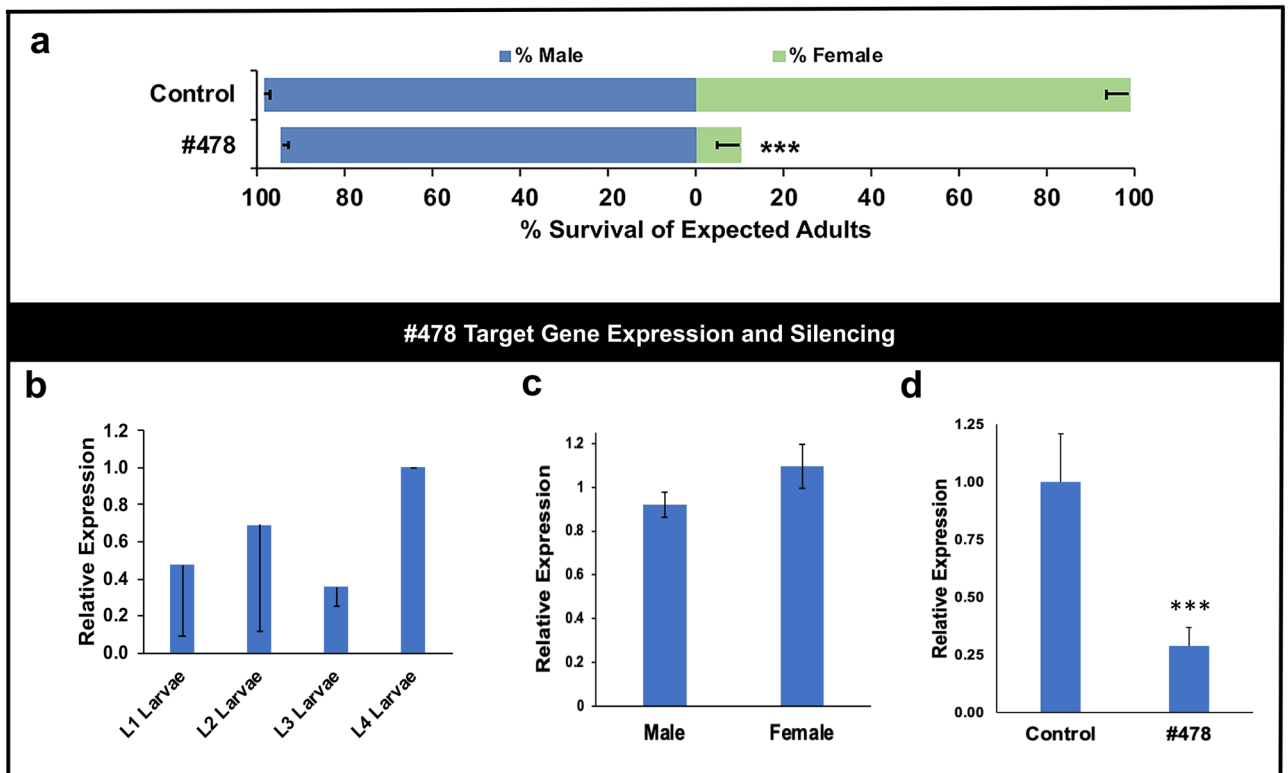 a
% Male % Female
Control
#478
***
100 80 60 40 20 0 20 40 60 80 100
% Survival of Expected Adults
#478 Target Gene Expression and Silencing
b
Relative Expression
1.2
1.0
0.8
0.6
0.4
0.2
0.0
L1 Larvae
L2 Larvae
L3 Larvae
L4 Larvae
c
Relative Expression
1.2
1
0.8
0.6
0.4
0.2
0
Male Female
d
Relative Expression
1.25
1.00
0.75
0.50
0.25
0.00
***
Control #478